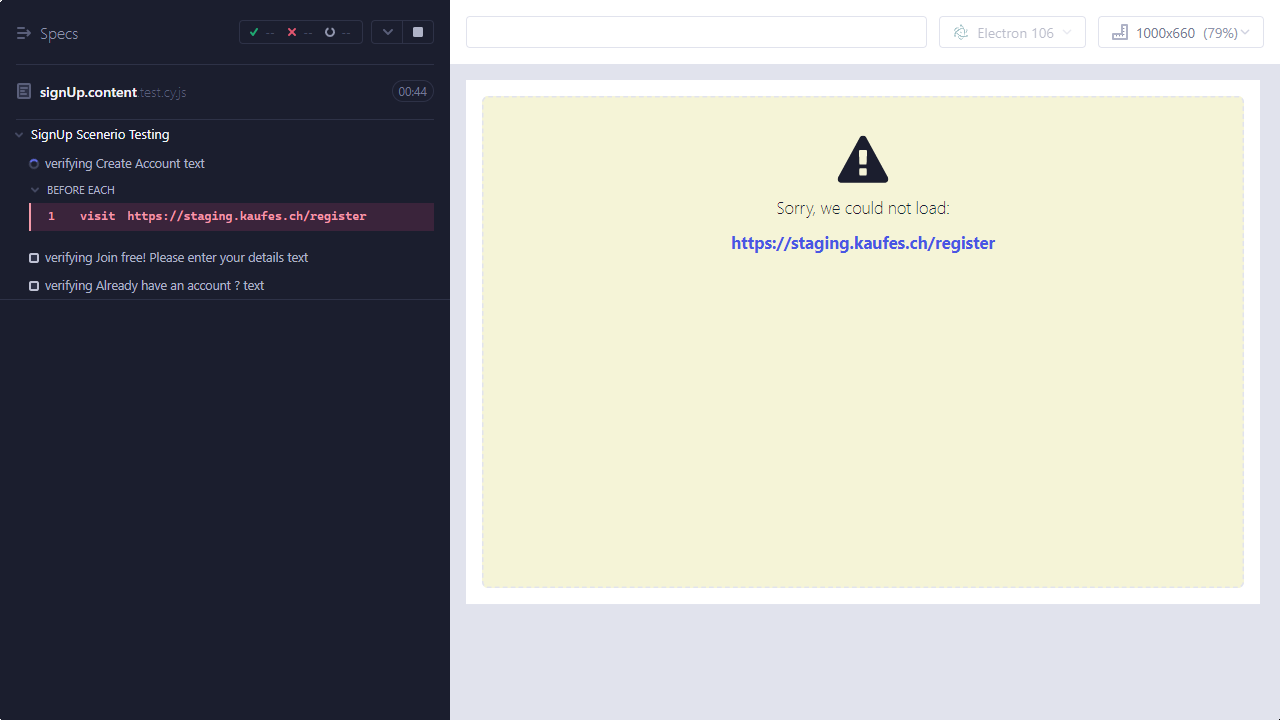 Specs
-- -- --
signUp.content.test.cy.js 00:44
SignUp Scenerio Testing
verifying Create Account text
BEFORE EACH
1 visit https://staging.kaufes.ch/register
verifying Join free! Please enter your details text
verifying Already have an account ? text
Electron 106
1000x660 (79%)
Sorry, we could not load:
https://staging.kaufes.ch/register